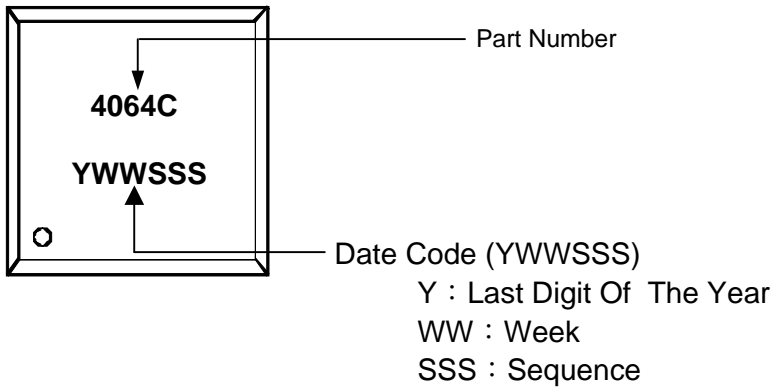 Part Number
4064C
YWWSSS
Date Code (YWWSSS)
Y：Last Digit Of The Year
WW：Week
SSS：Sequence